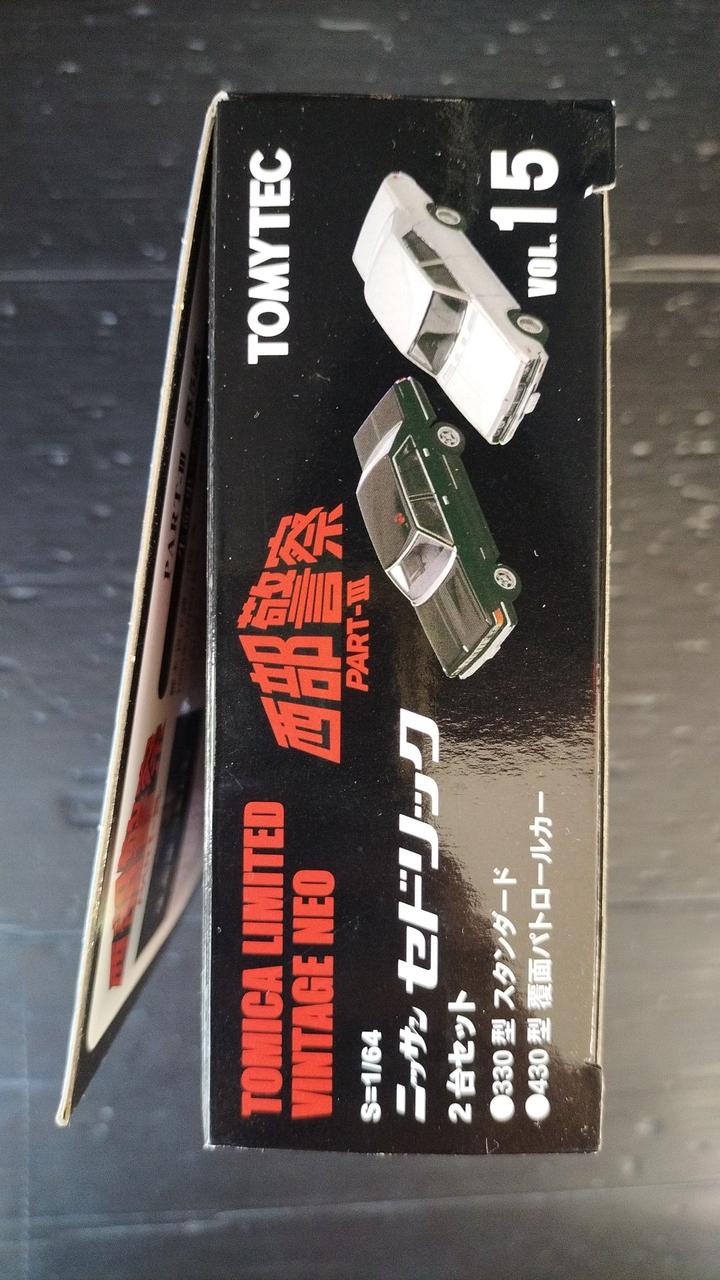 TOMICA LIMITED
VINTAGE NEO
西部警察
PART-Ⅲ
TOMYTEC
S=1/64
ニッサン セドリック
2台セット
●330型 スタンダード
●430型 覆面パトロールカー
VOL.15
PART-Ⅲ